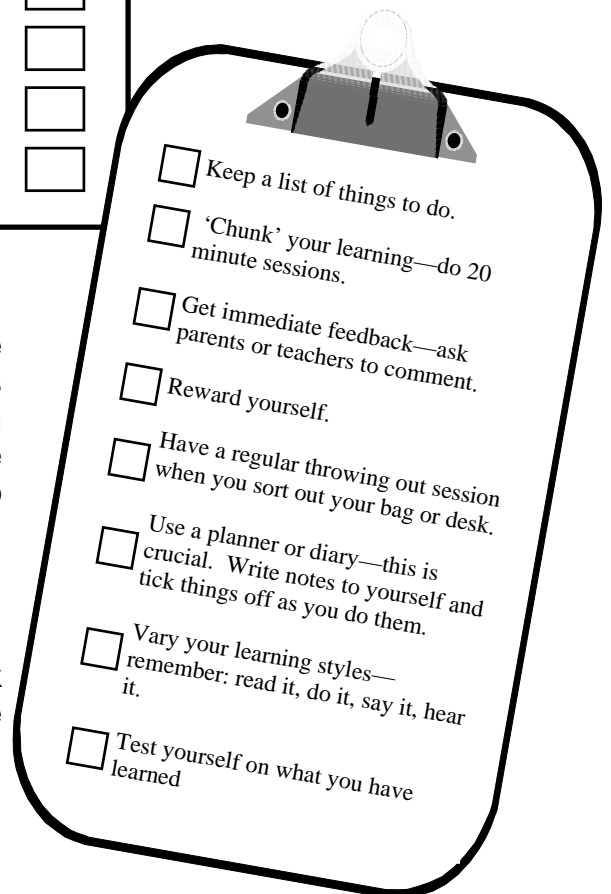 Keep a list of things to do.
‘Chunk’ your learning—do 20
minute sessions.
Get immediate feedback—ask
parents or teachers to comment.
Reward yourself.
Have a regular throwing out session
when you sort out your bag or desk.
Use a planner or diary—this is
crucial.  Write notes to yourself and
tick things off as you do them.
Vary your learning styles—
remember: read it, do it, say it, hear
it.
Test yourself on what you have
learned